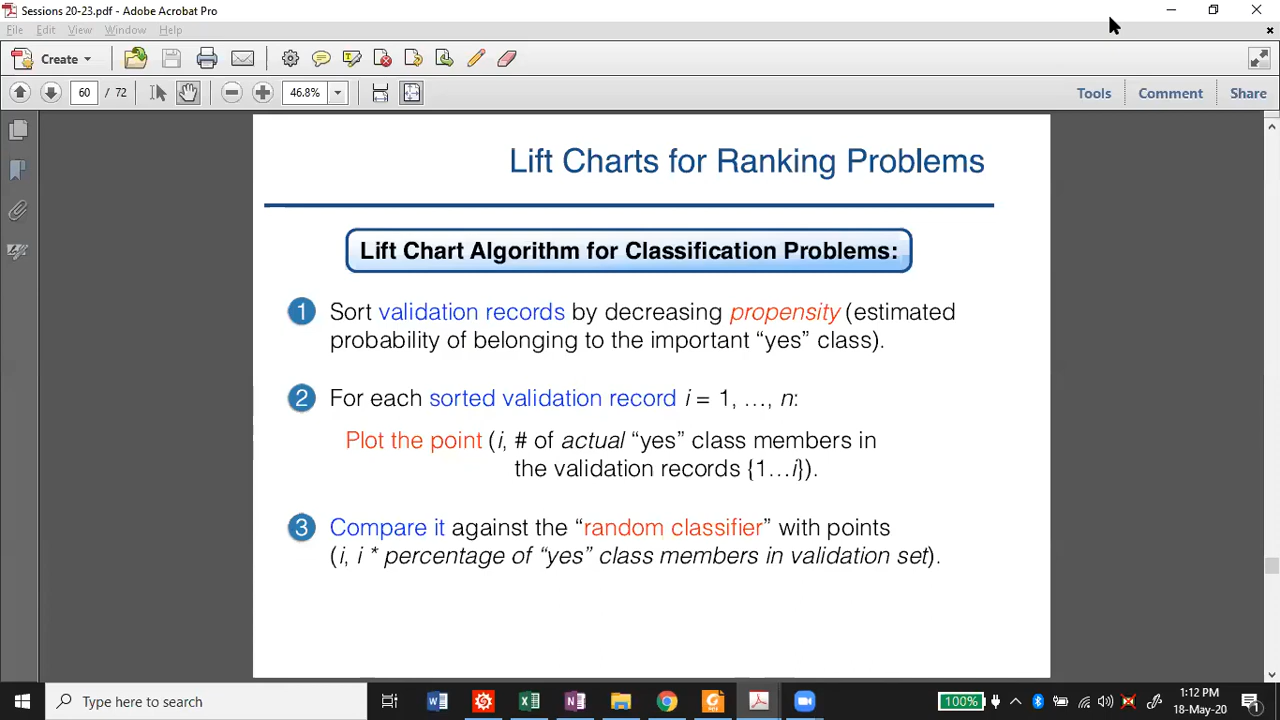 Sessions 20-23.pdf - Adobe Acrobat Pro
File Edit View Window Help
Create
60 / 72 46.8% Tools Comment Share
Lift Charts for Ranking Problems
Lift Chart Algorithm for Classification Problems:
1 Sort validation records by decreasing propensity (estimated
probability of belonging to the important “yes” class).
2 For each sorted validation record i = 1, …, n:
Plot the point (i, # of actual “yes” class members in
the validation records {1…i}).
3 Compare it against the “random classifier” with points
(i, i * percentage of “yes” class members in validation set).
Type here to search
100%
1:12 PM
18-May-20
1